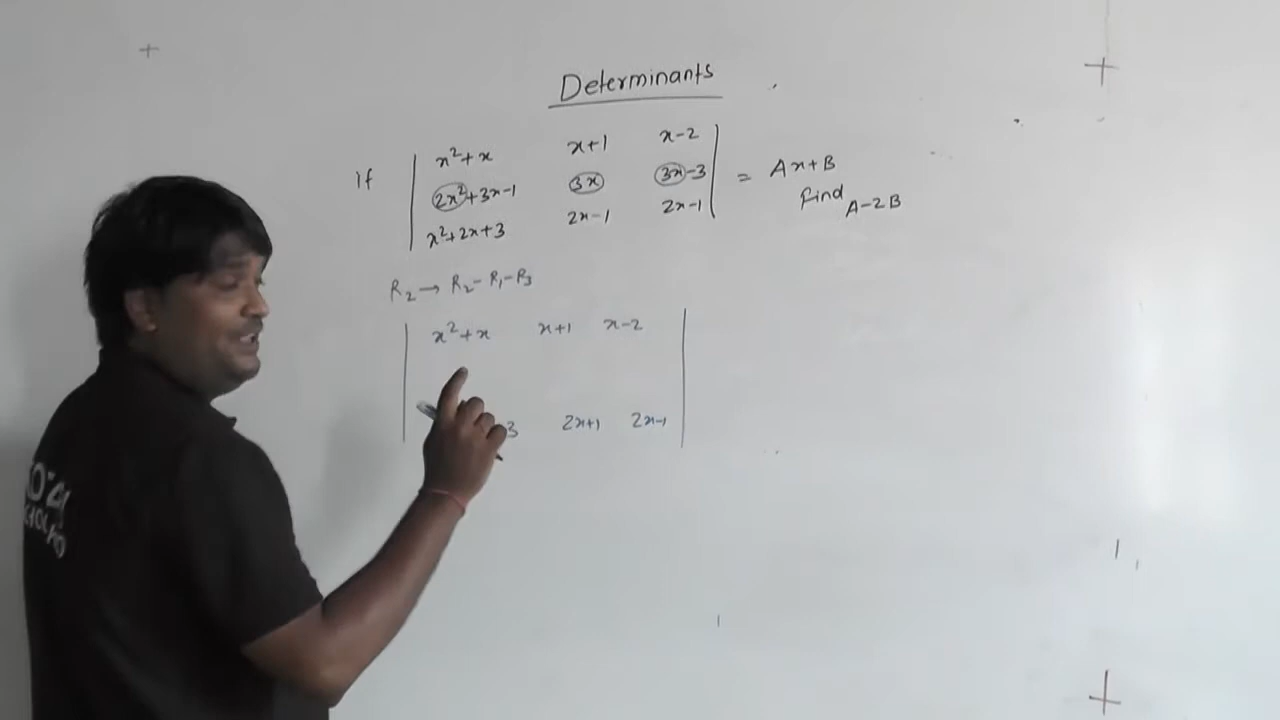 Determinants
If | x²+x x+1 x-2 |
| 2x²+3x-1 3x 3x-3 | = Ax+B
| x²+2x+3 2x-1 2x-1 | find A-2B
R₂ → R₂-R₁-R₃
| x²+x x+1 x-2 |
| 3 2x+1 2x-1 |